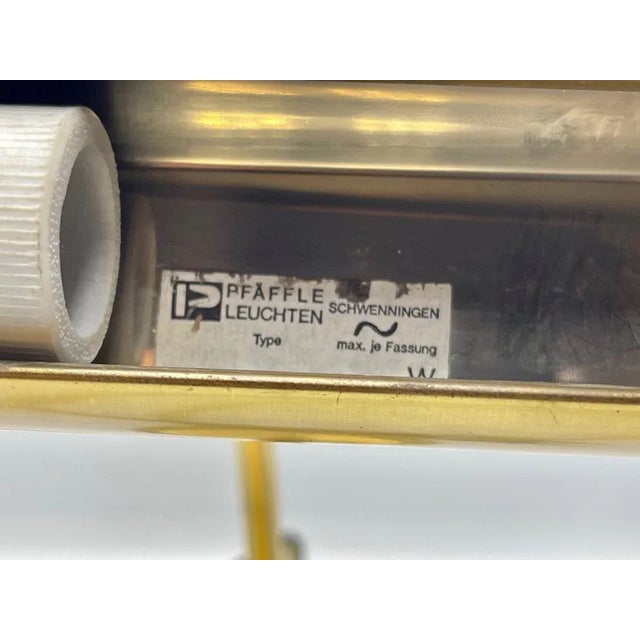 PFÄFFLE
LEUCHTEN
SCHWENNINGEN
~
Type
max. je Fassung
W